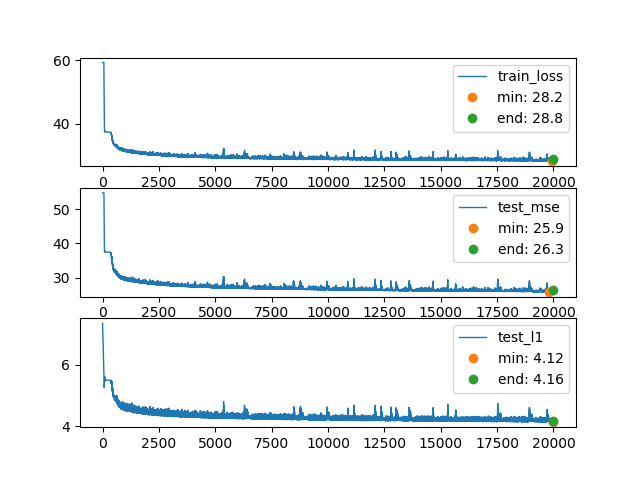 60
40
train_loss
min: 28.2
end: 28.8
0 2500 5000 7500 10000 12500 15000 17500 20000
50
40
30
test_mse
min: 25.9
end: 26.3
0 2500 5000 7500 10000 12500 15000 17500 20000
6
4
test_l1
min: 4.12
end: 4.16
0 2500 5000 7500 10000 12500 15000 17500 20000